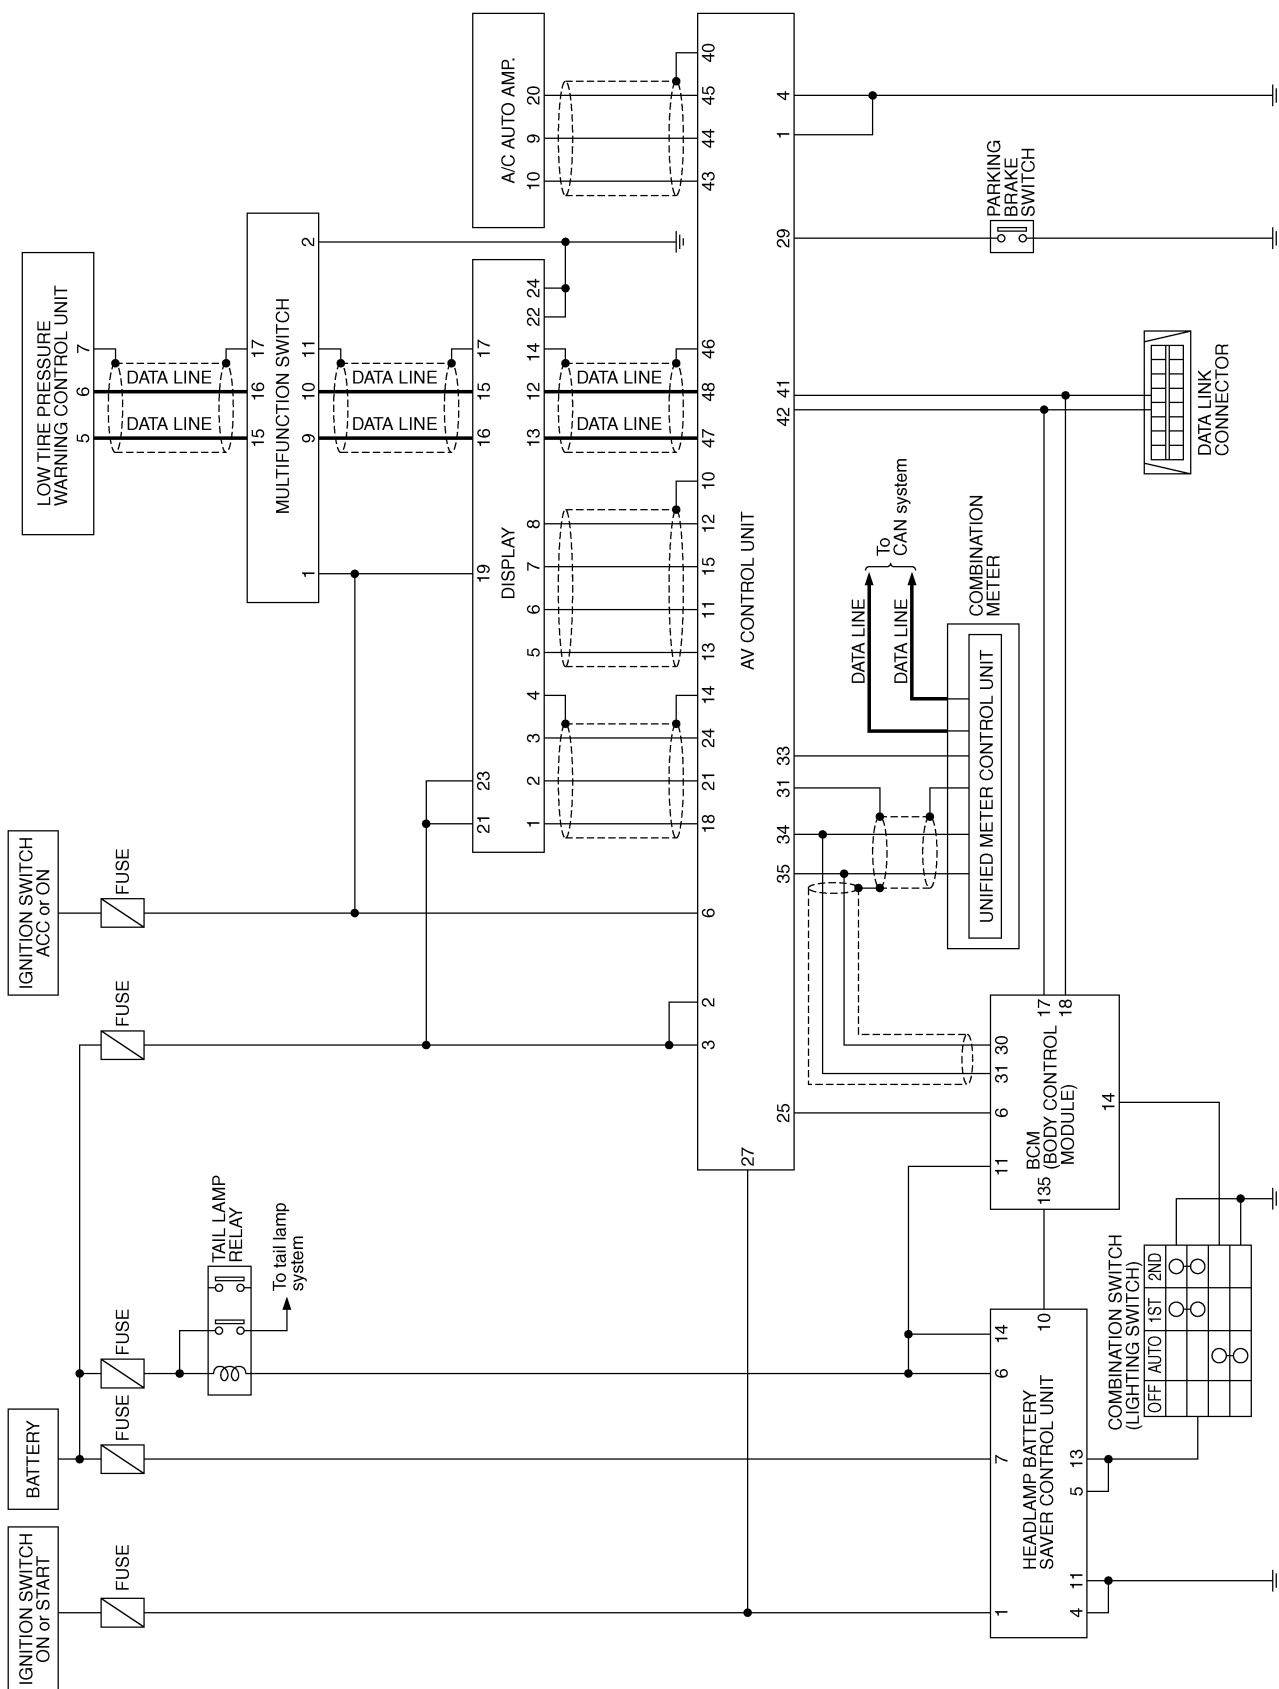 IGNITION SWITCH
ON or START
FUSE
BATTERY
FUSE
FUSE
TAIL LAMP
RELAY
To tail lamp
system
FUSE
IGNITION SWITCH
ACC or ON
FUSE
LOW TIRE PRESSURE
WARNING CONTROL UNIT
5
6
7
DATA LINE
DATA LINE
MULTIFUNCTION SWITCH
15
16
17
1
9
10
11
2
DATA LINE
DATA LINE
DISPLAY
21
23
19
16
15
17
1
2
3
4
5
6
7
8
13
12
14
22
24
DATA LINE
DATA LINE
A/C AUTO AMP.
10
9
20
AV CONTROL UNIT
27
3
2
6
18
21
24
14
13
11
15
12
10
47
48
46
43
44
45
40
25
35
34
31
33
42
41
29
1
4
DATA LINE
DATA LINE
To
CAN system
COMBINATION
METER
UNIFIED METER CONTROL UNIT
PARKING
BRAKE
SWITCH
DATA LINK
CONNECTOR
BCM
(BODY CONTROL
MODULE)
11
6
31
30
135
17
18
14
HEADLAMP BATTERY
SAVER CONTROL UNIT
1
7
6
14
10
4
11
5
13
COMBINATION SWITCH
(LIGHTING SWITCH)
OFF AUTO 1ST 2ND